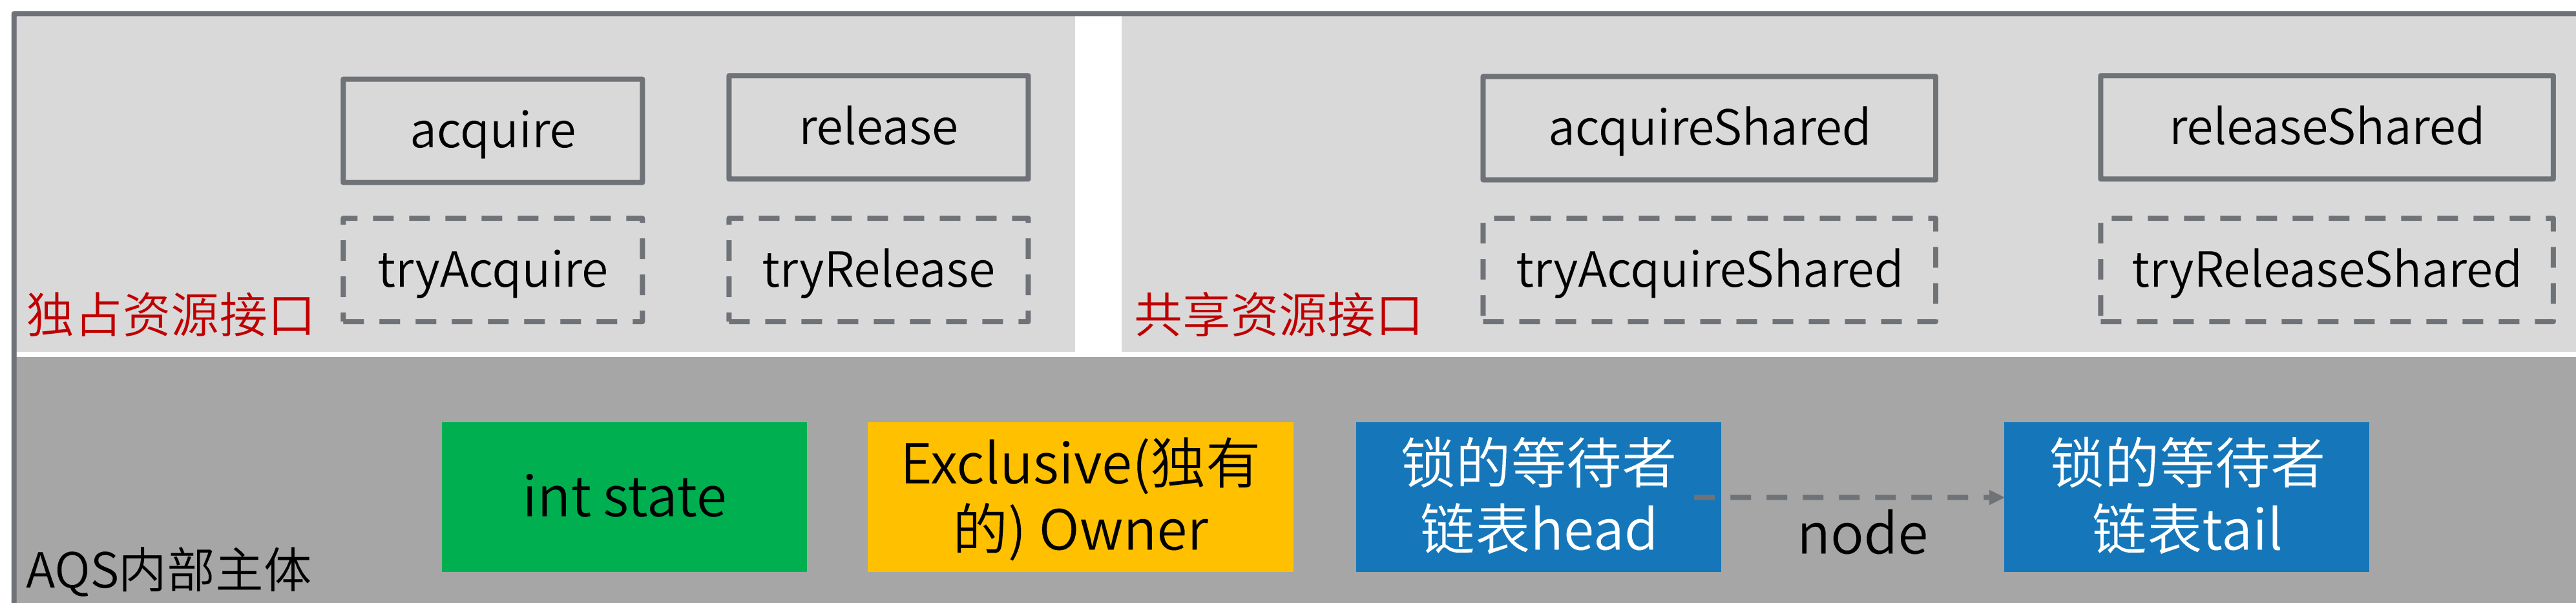 acquire
release
acquireShared
releaseShared
tryAcquire
tryRelease
tryAcquireShared
tryReleaseShared
独占资源接口
共享资源接口
int state
Exclusive(独有
的) Owner
锁的等待者
链表head
node
锁的等待者
链表tail
AQS内部主体